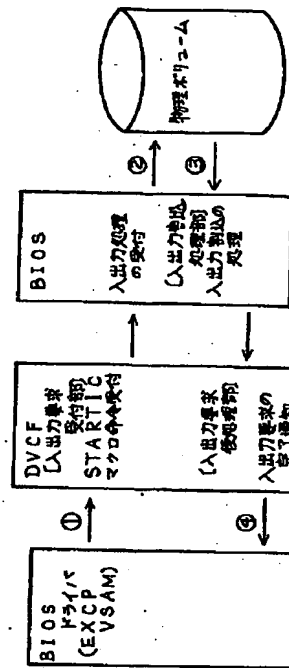 BIOS
ドライバ
(EXCP
VSAM)
①
④
DVCF
[入出力要求
受付部]
STARTIC
マクロ命令受付
[入出力要求
後処理部]
入出力要求の
完了通知
BIOS
入出力処理
の受付
[入出力割込
処理部]
入出力割込の
処理
②
③
物理ボリューム